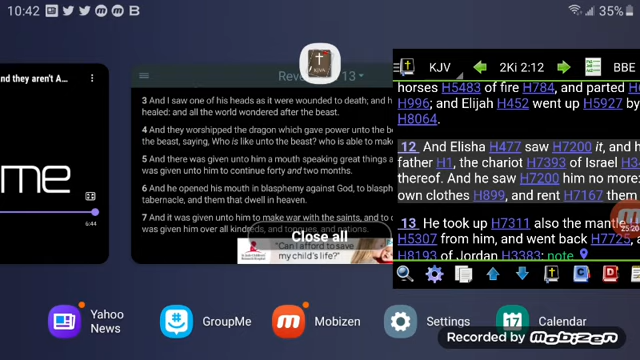 10:42
B
35%
nd they aren't A...
me
6:44
Reve
13
3 And I saw one of his heads as it were wounded to death; and h
healed: and all the world wondered after the beast.
4 And they worshipped the dragon which gave power unto the be
the beast, saying, Who is like unto the beast? who is able to make
5 And there was given unto him a mouth speaking great things a
was given unto him to continue forty and two months.
6 And he opened his mouth in blasphemy against God, to blasph
tabernacle, and them that dwell in heaven.
7 And it was given unto him to make war with the saints, and to o
was given him over all kindreds, and tongues, and nations.
Close all
"Can I afford to save
my child's life?"
KJV
KJV
2Ki 2:12
BBE
horses H5483 of fire H784, and parted
H996; and Elijah H452 went up H5927 by
H8064.
12 And Elisha H477 saw H7200 it, and h
father H1, the chariot H7393 of Israel H34
thereof. And he saw H7200 him no more:
own clothes H899, and rent H7167 them
13 He took up H7311 also the mantle
H5307 from him, and went back H7725, a
H8193 of Jordan H3383; note
25:20
C
D
Yahoo
News
GroupMe
Mobizen
Settings
17
Calendar
Recorded by mobizen